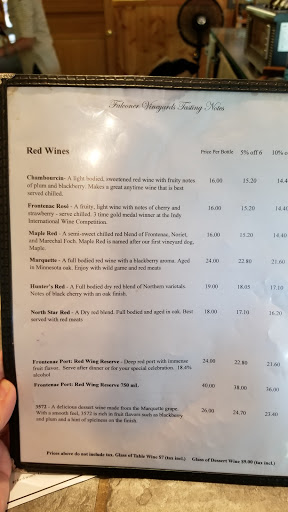 Falconer Vineyards Tasting Notes
Red Wines Price Per Bottle 5% off 6 10%
Chambourcin- A light bodied, sweetened red wine with fruity notes
of plum and blackberry. Makes a great anytime wine that is best
served chilled.
16.00 15.20 14.40
Frontenac Rosé- A fruity, light wine with notes of cherry and
strawberry - serve chilled. 3 time gold medal winner at the Indy
International Wine Competition.
16.00 15.20 14.4
Maple Red - A semi-sweet chilled red blend of Frontenac, Noriet,
and Marechal Foch. Maple Red is named after our first vineyard dog,
Maple.
16.00 15.20 14.40
Marquette - A full bodied red wine with a blackberry aroma. Aged
in Minnesota oak. Enjoy with wild game and red meats
24.00 22.80 21.60
Hunter's Red - A Full bodied dry red blend of Northern varietals.
Notes of black cherry with an oak finish.
19.00 18.05 17.10
North Star Red - A Dry red blend. Full bodied and aged in oak. Best
served with red meats
18.00 17.10 16.20
Frontenac Port: Red Wing Reserve - Deep red port with immense
fruit flavor. Serve after dinner or for your special celebration. 18.4%
alcohol
24.00 22.80 21.60
Frontenac Port: Red Wing Reserve 750 ml. 40.00 38.00 36.00
3572 - A delicious dessert wine made from the Marquette grape.
With a smooth feel, 3572 is rich in fruit flavors such as blackberry
and plum and a hint of spiciness on the finish.
26.00 24.70 23.40
Prices above do not include tax. Glass of Table Wine $7 (tax incl.) Glass of Dessert Wine $9.00 (tax incl.)